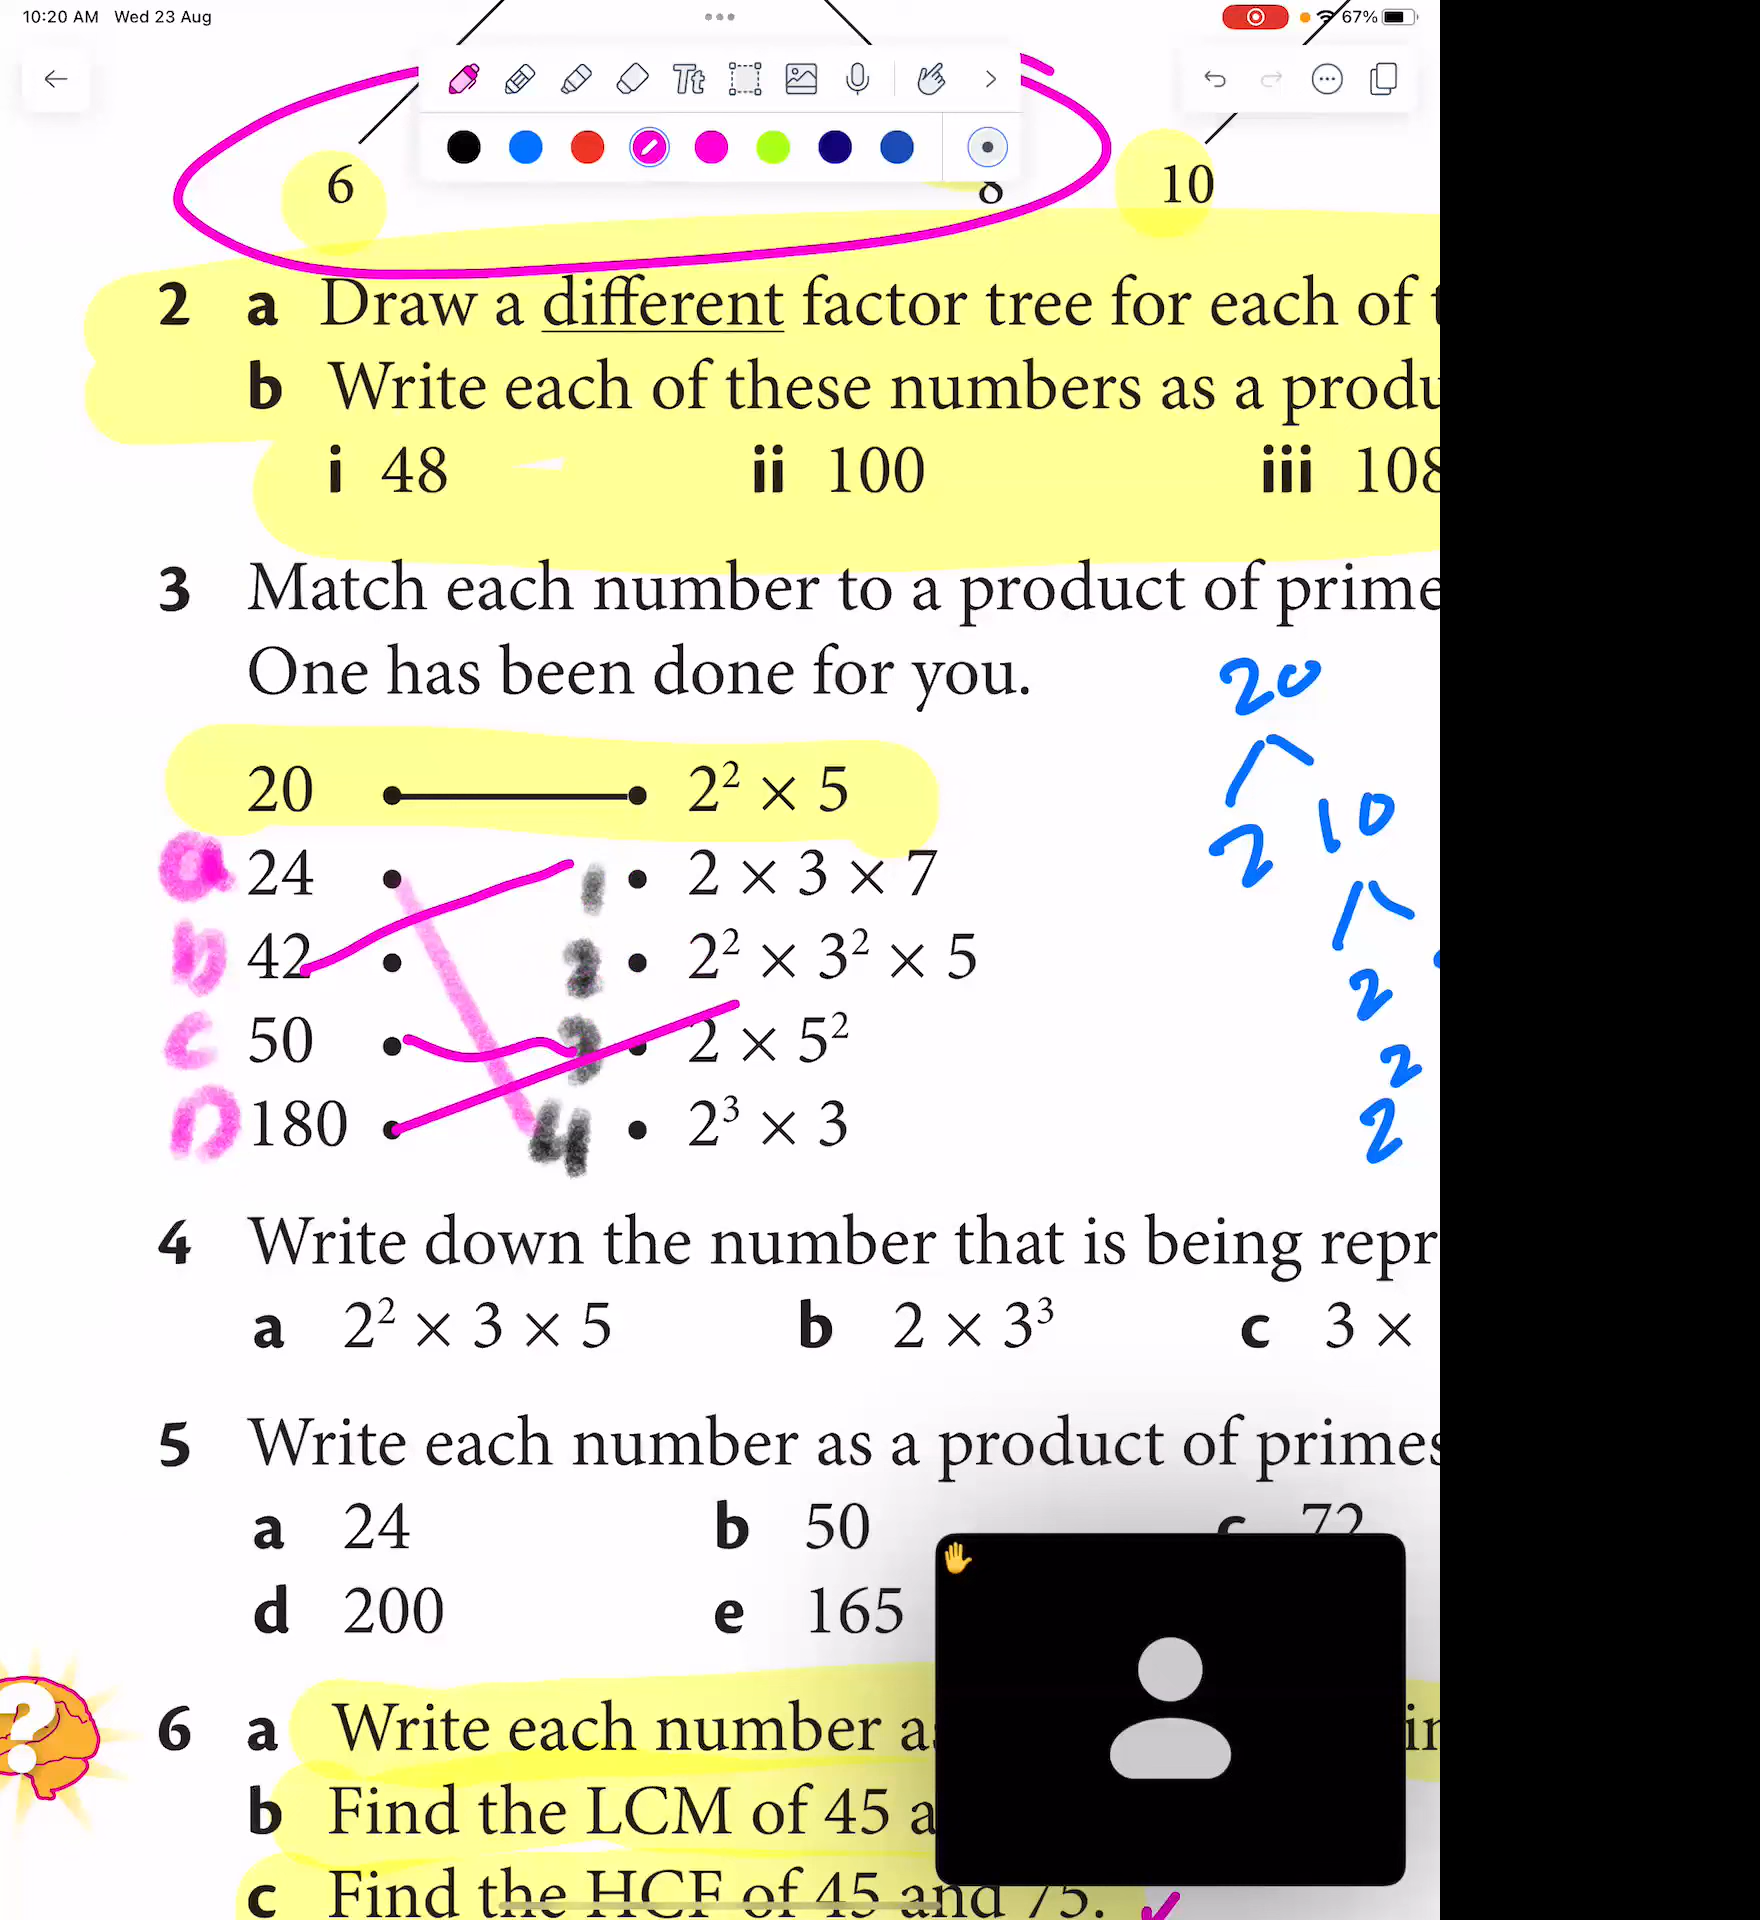 10:20 AM Wed 23 Aug
67%
Tt
6
8
10
2 a Draw a different factor tree for each of
b Write each of these numbers as a produ
i 48 ii 100 iii 108
3 Match each number to a product of prime
One has been done for you.
20
20 2² × 5
2 10
a 24 1 2 × 3 × 7
b 42 2 2² × 3² × 5
2
c 50 3 2 × 5²
2
D 180 4 2³ × 3
2
4 Write down the number that is being repr
a 2² × 3 × 5 b 2 × 3³ c 3 ×
5 Write each number as a product of primes
a 24 b 50 c 72
d 200 e 165
?
6 a Write each number as in
b Find the LCM of 45 a
c Find the HCF of 45 and 75.